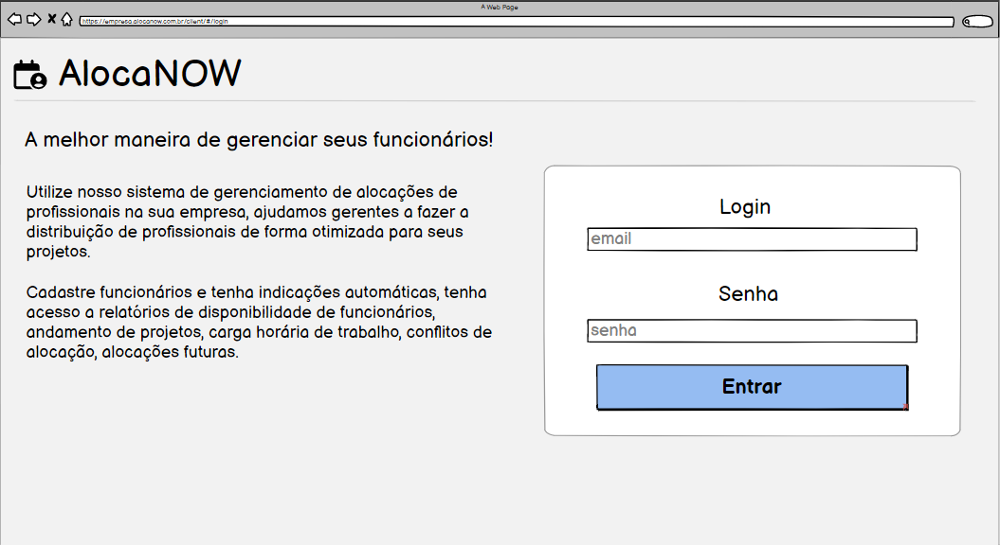 A Web Page
https://empresa.alocanow.com.br/client/#/login
AlocaNOW
A melhor maneira de gerenciar seus funcionários!
Utilize nosso sistema de gerenciamento de alocações de
profissionais na sua empresa, ajudamos gerentes a fazer a
distribuição de profissionais de forma otimizada para seus
projetos.
Cadastre funcionários e tenha indicações automáticas, tenha
acesso a relatórios de disponibilidade de funcionários,
andamento de projetos, carga horária de trabalho, conflitos de
alocação, alocações futuras.
Login
email
Senha
senha
Entrar